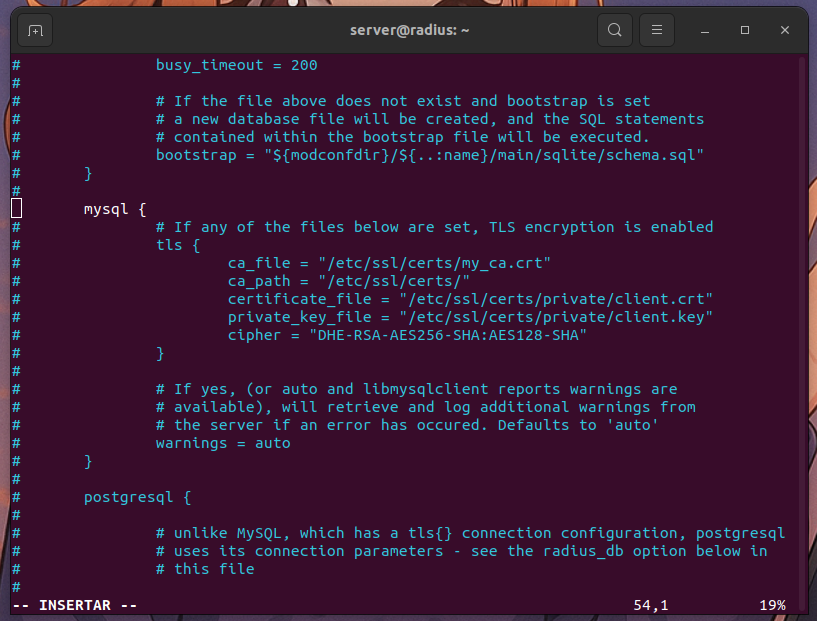 server@radius: ~
#               busy_timeout = 200
#
#               # If the file above does not exist and bootstrap is set
#               # a new database file will be created, and the SQL statements
#               # contained within the bootstrap file will be executed.
#               bootstrap = "${modconfdir}/${..:name}/main/sqlite/schema.sql"
#       }
#
        mysql {
#               # If any of the files below are set, TLS encryption is enabled
#               tls {
#                       ca_file = "/etc/ssl/certs/my_ca.crt"
#                       ca_path = "/etc/ssl/certs/"
#                       certificate_file = "/etc/ssl/certs/private/client.crt"
#                       private_key_file = "/etc/ssl/certs/private/client.key"
#                       cipher = "DHE-RSA-AES256-SHA:AES128-SHA"
#               }
#
#               # If yes, (or auto and libmysqlclient reports warnings are
#               # available), will retrieve and log additional warnings from
#               # the server if an error has occured. Defaults to 'auto'
#               warnings = auto
#       }
#
#       postgresql {
#
#               # unlike MySQL, which has a tls{} connection configuration, postgresql
#               # uses its connection parameters - see the radius_db option below in
#               # this file
#
-- INSERTAR --                                                       54,1          19%